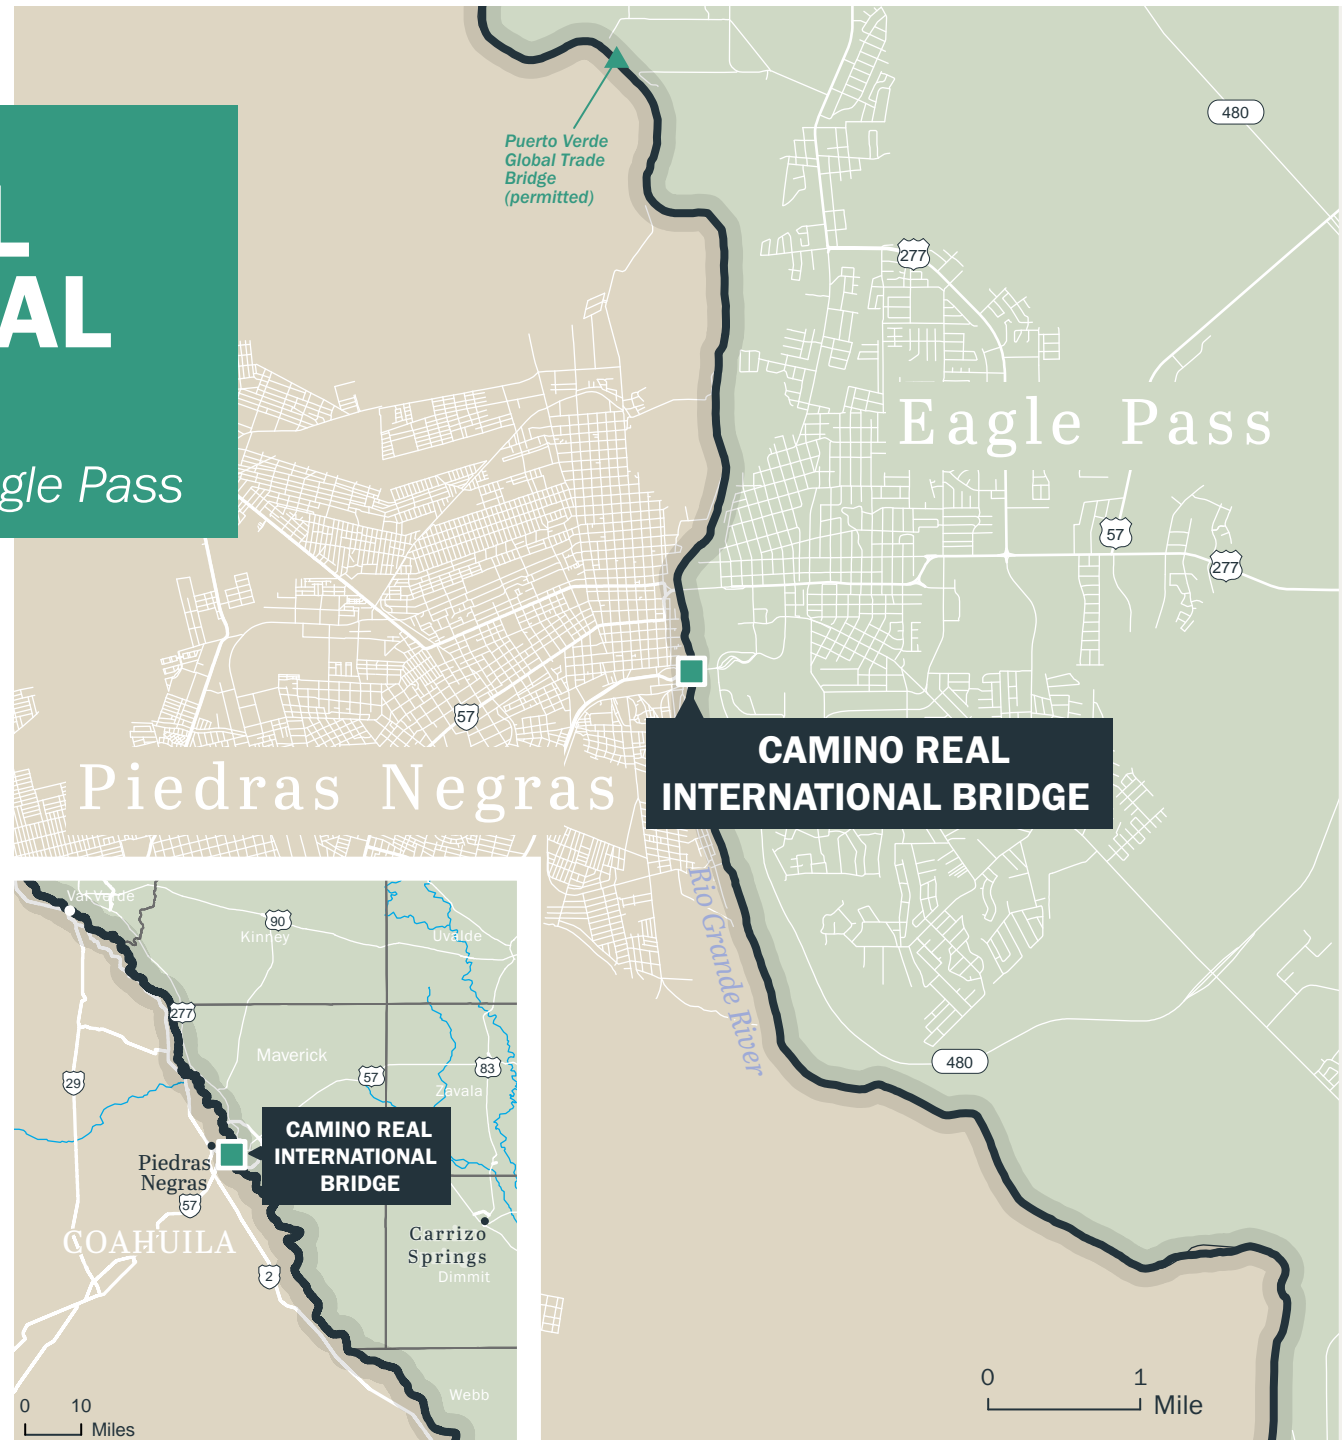 Puerto Verde
Global Trade
Bridge
(permitted)
480
277
Eagle Pass
57
277
gle Pass
57
Piedras Negras
CAMINO REAL
INTERNATIONAL BRIDGE
Rio Grande River
480
0 1
Mile
Val Verde
90
Kinney
Uvalde
277
Maverick
57
83
29
Zavala
CAMINO REAL
INTERNATIONAL
BRIDGE
Piedras
Negras
57
COAHUILA
Carrizo
Springs
Dimmit
2
Webb
0 10
Miles